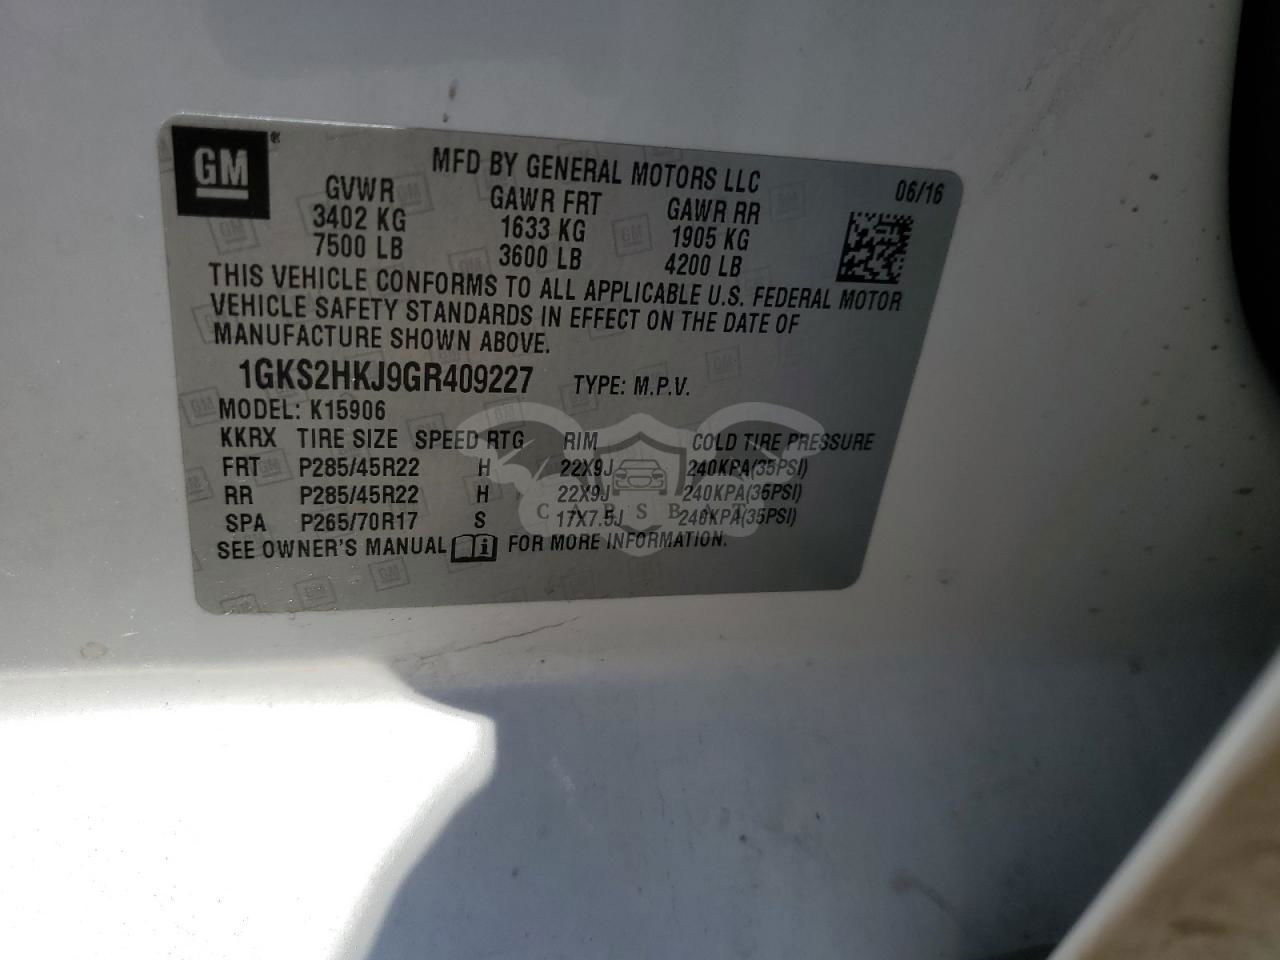 GM ®
MFD BY GENERAL MOTORS LLC 06/16
GVWR GAWR FRT GAWR RR
3402 KG 1633 KG 1905 KG
7500 LB 3600 LB 4200 LB
THIS VEHICLE CONFORMS TO ALL APPLICABLE U.S. FEDERAL MOTOR
VEHICLE SAFETY STANDARDS IN EFFECT ON THE DATE OF
MANUFACTURE SHOWN ABOVE.
1GKS2HKJ9GR409227 TYPE: M.P.V.
MODEL: K15906
KKRX TIRE SIZE SPEED RTG RIM COLD TIRE PRESSURE
FRT P285/45R22 H 22X9J 240KPA(35PSI)
RR P285/45R22 H 22X9J 240KPA(35PSI)
SPA P265/70R17 S 17X7.5J 240KPA(35PSI)
CARSBAT
SEE OWNER'S MANUAL FOR MORE INFORMATION.